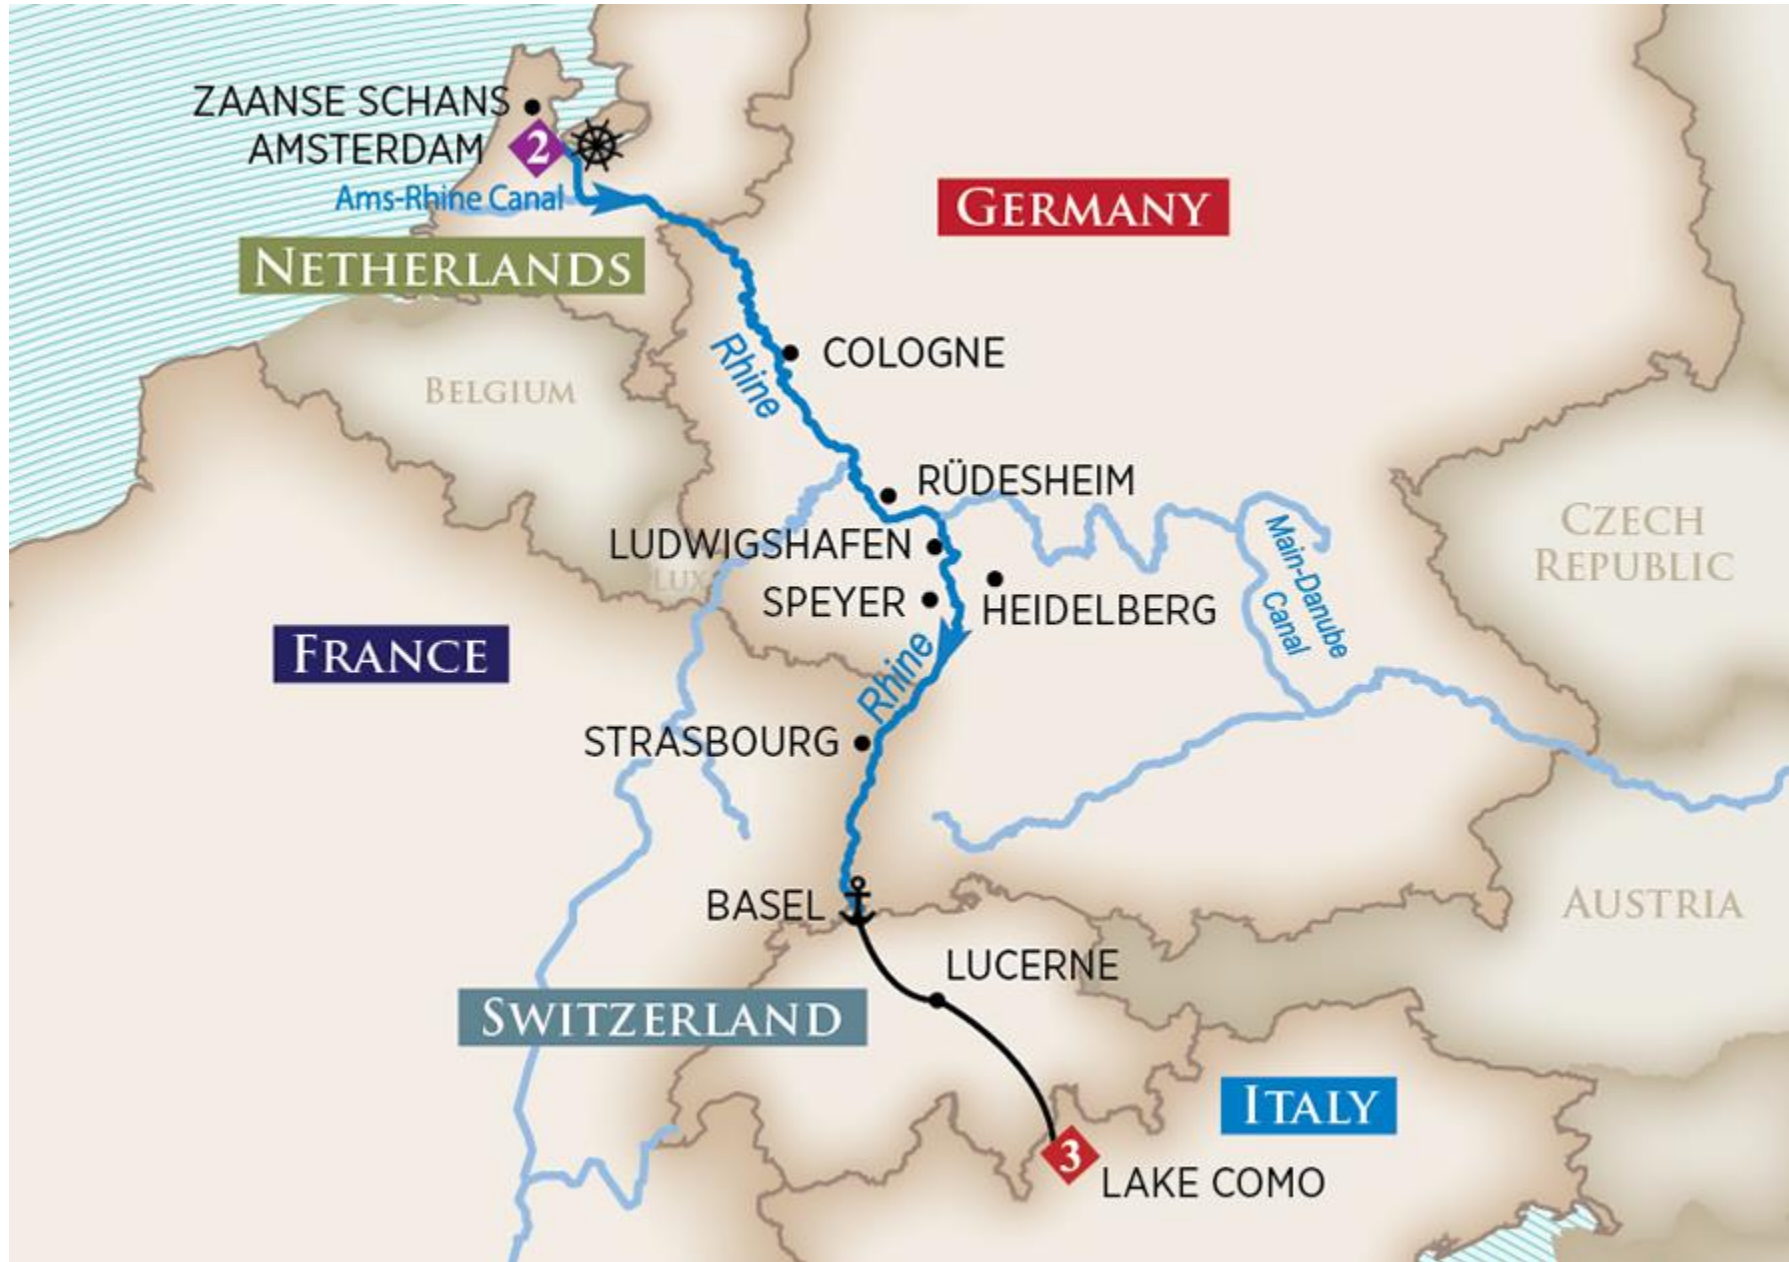 ZAANSE SCHANS
AMSTERDAM
2
Ams-Rhine Canal
GERMANY
NETHERLANDS
Rhine
COLOGNE
BELGIUM
RÜDESHEIM
LUDWIGSHAFEN
LUX
SPEYER
HEIDELBERG
Main-Danube
Canal
CZECH
REPUBLIC
FRANCE
Rhine
STRASBOURG
BASEL
AUSTRIA
LUCERNE
SWITZERLAND
ITALY
3
LAKE COMO